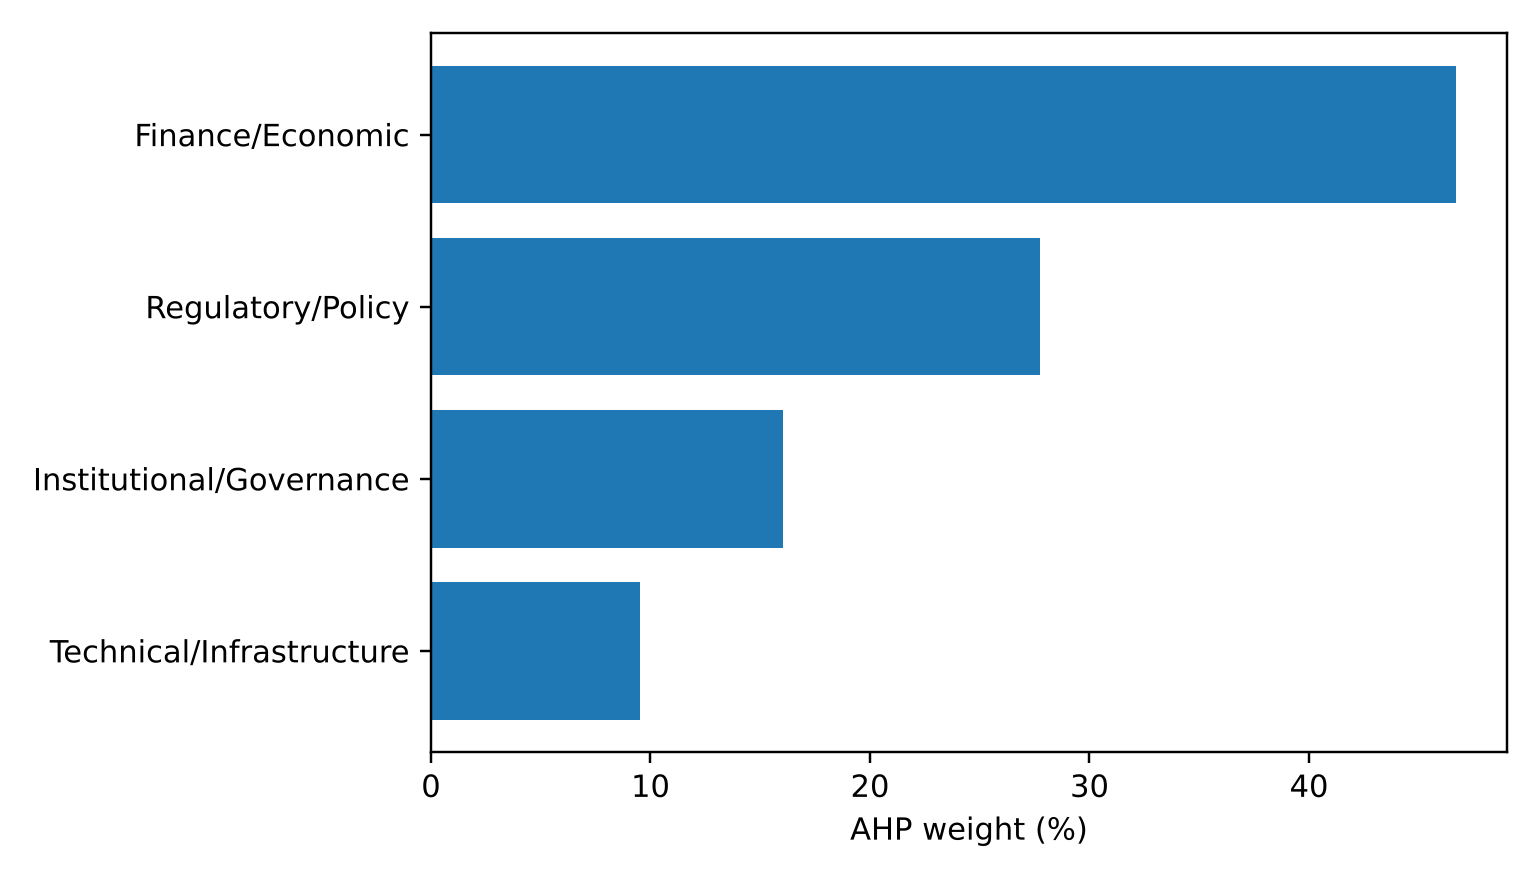 Finance/Economic
Regulatory/Policy
Institutional/Governance
Technical/Infrastructure
0 10 20 30 40
AHP weight (%)